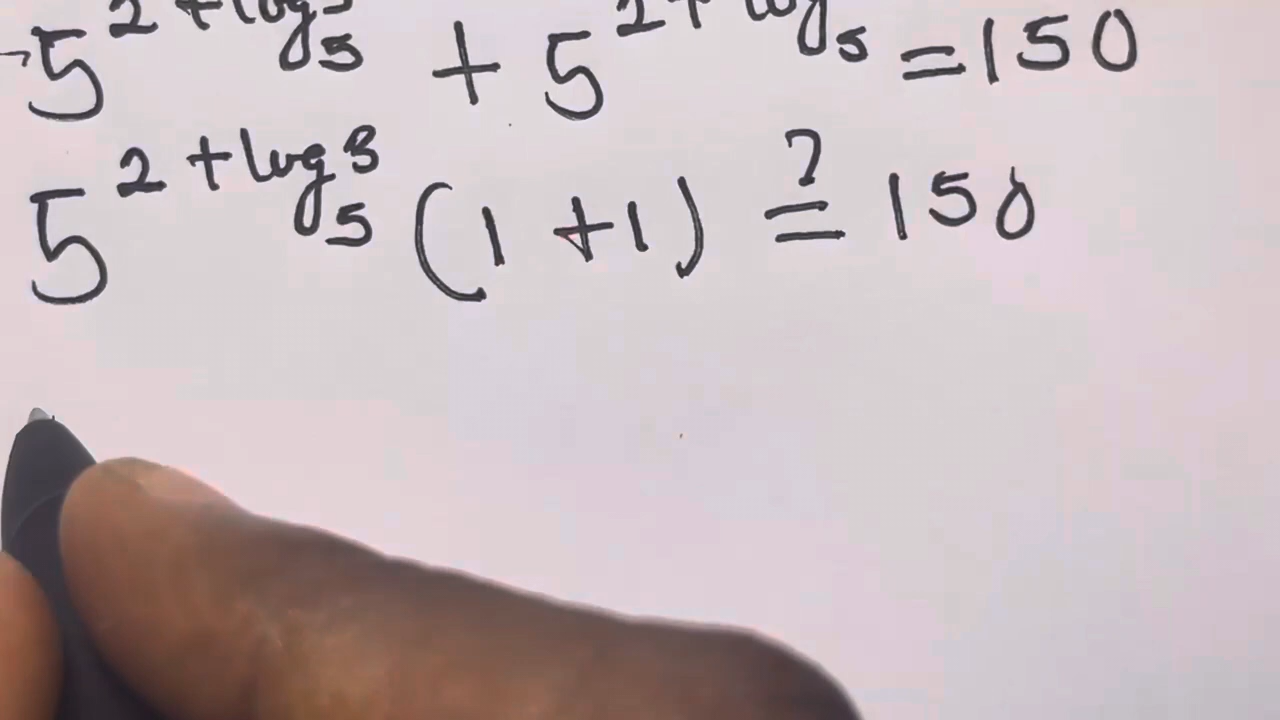 5^{2+log_5} + 5^{2+log_5} = 150
5^{2+log_5 3} (1+1) ≟ 150